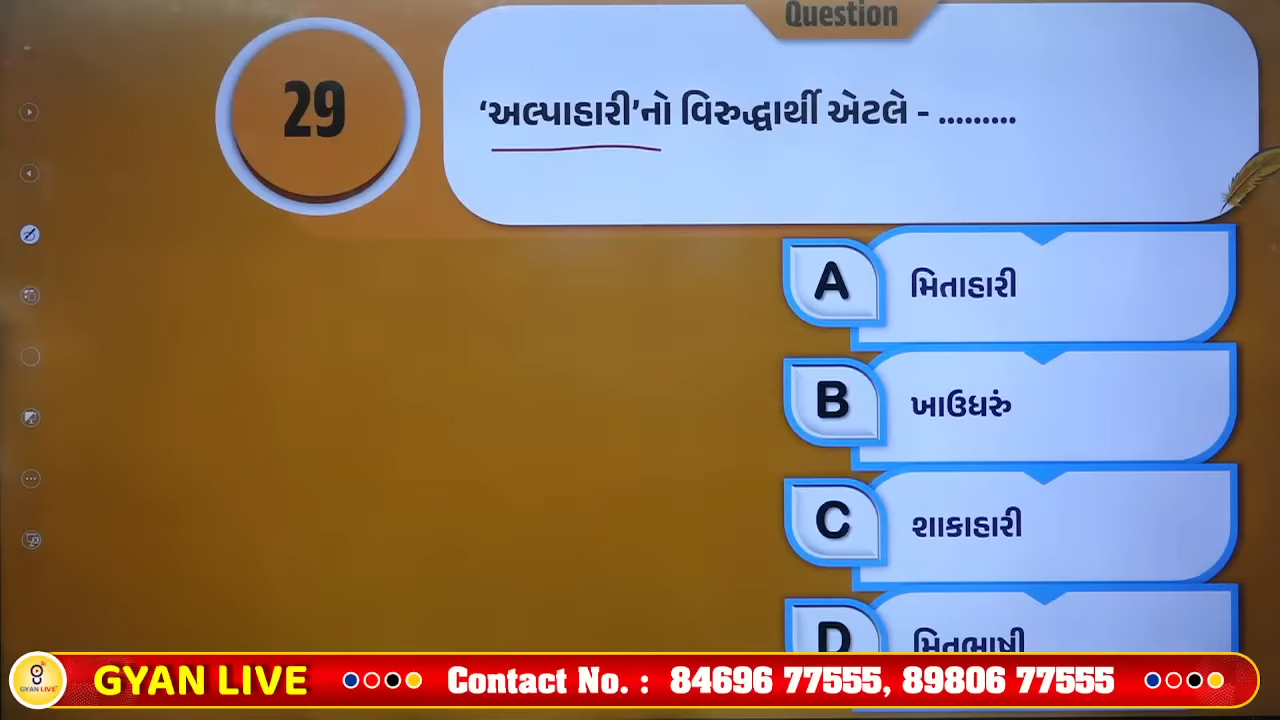 Question
29
‘અલ્પાહારી’નો વિરુદ્ધાર્થી એટલે - .........
A મિતાહારી
B ખાઉધરું
C શાકાહારી
D મિતભાષી
GYAN LIVE
GYAN LIVE
Contact No. : 84696 77555, 89806 77555